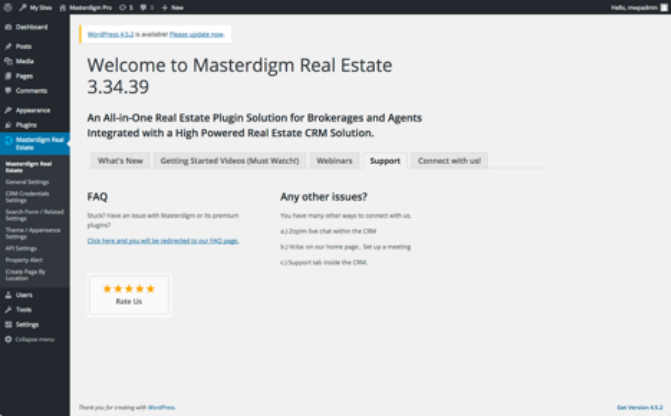 My Sites Masterdigm Pro 5 0 New Hello, mwpadmin
Dashboard
Posts
Media
Pages
Comments
Appearance
Plugins
Masterdigm Real
Estate
Masterdigm Real
Estate
General Settings
CRM Credentials
Settings
Search Form / Related
Settings
Theme / Appearance
Settings
API Settings
Property Alert
Create Page By
Location
Users
Tools
Settings
Collapse menu
WordPress 4.5.2 is available! Please update now.
Welcome to Masterdigm Real Estate
3.34.39
An All-in-One Real Estate Plugin Solution for Brokerages and Agents
Integrated with a High Powered Real Estate CRM Solution.
What's New Getting Started Videos (Must Watch!) Webinars Support Connect with us!
FAQ
Stuck? Have an issue with Masterdigm or its premium
plugins?
Click here and you will be redirected to our FAQ page.
Rate Us
Any other issues?
You have many other ways to connect with us.
a.) Zopim live chat within the CRM
b.) Vcita: on our home page.. Set up a meeting
c.) Support tab inside the CRM.
Thank you for creating with WordPress.
Get Version 4.5.2